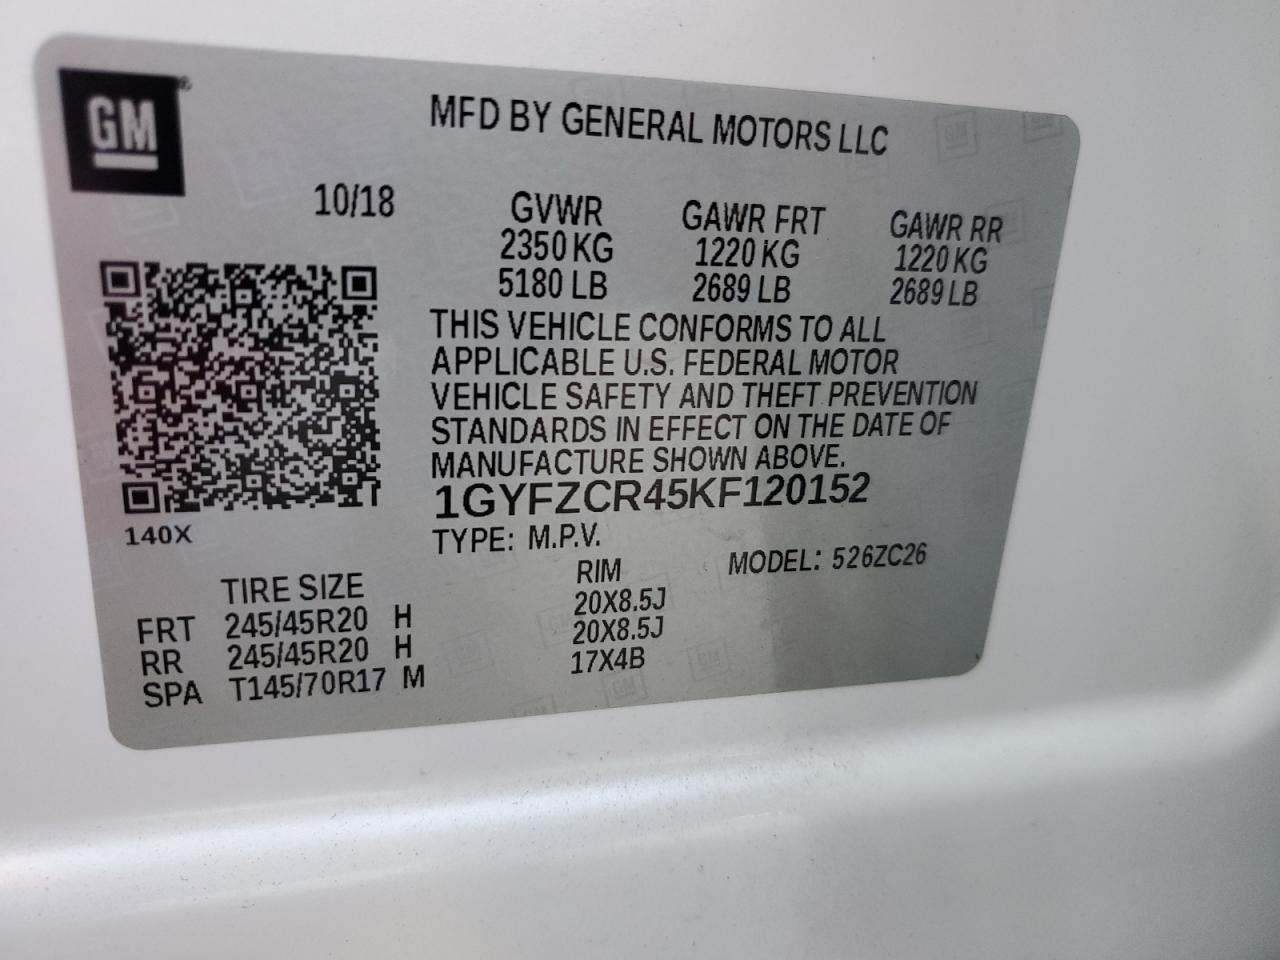 GM®
MFD BY GENERAL MOTORS LLC
10/18 GVWR GAWR FRT GAWR RR
2350 KG 1220 KG 1220 KG
5180 LB 2689 LB 2689 LB
THIS VEHICLE CONFORMS TO ALL
APPLICABLE U.S. FEDERAL MOTOR
VEHICLE SAFETY AND THEFT PREVENTION
STANDARDS IN EFFECT ON THE DATE OF
MANUFACTURE SHOWN ABOVE.
1GYFZCR45KF120152
140X
TYPE: M.P.V. MODEL: 526ZC26
TIRE SIZE RIM
FRT 245/45R20 H 20X8.5J
RR 245/45R20 H 20X8.5J
SPA T145/70R17 M 17X4B